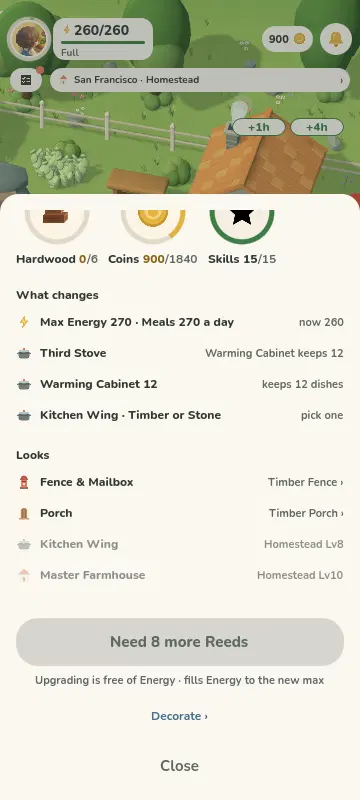 260/260
Full
900
San Francisco · Homestead ›
+1h +4h
Hardwood 0/6 Coins 900/1840 Skills 15/15
What changes
Max Energy 270 · Meals 270 a day now 260
Third Stove Warming Cabinet keeps 12
Warming Cabinet 12 keeps 12 dishes
Kitchen Wing · Timber or Stone pick one
Looks
Fence & Mailbox Timber Fence ›
Porch Timber Porch ›
Kitchen Wing Homestead Lv8
Master Farmhouse Homestead Lv10
Need 8 more Reeds
Upgrading is free of Energy · fills Energy to the new max
Decorate ›
Close